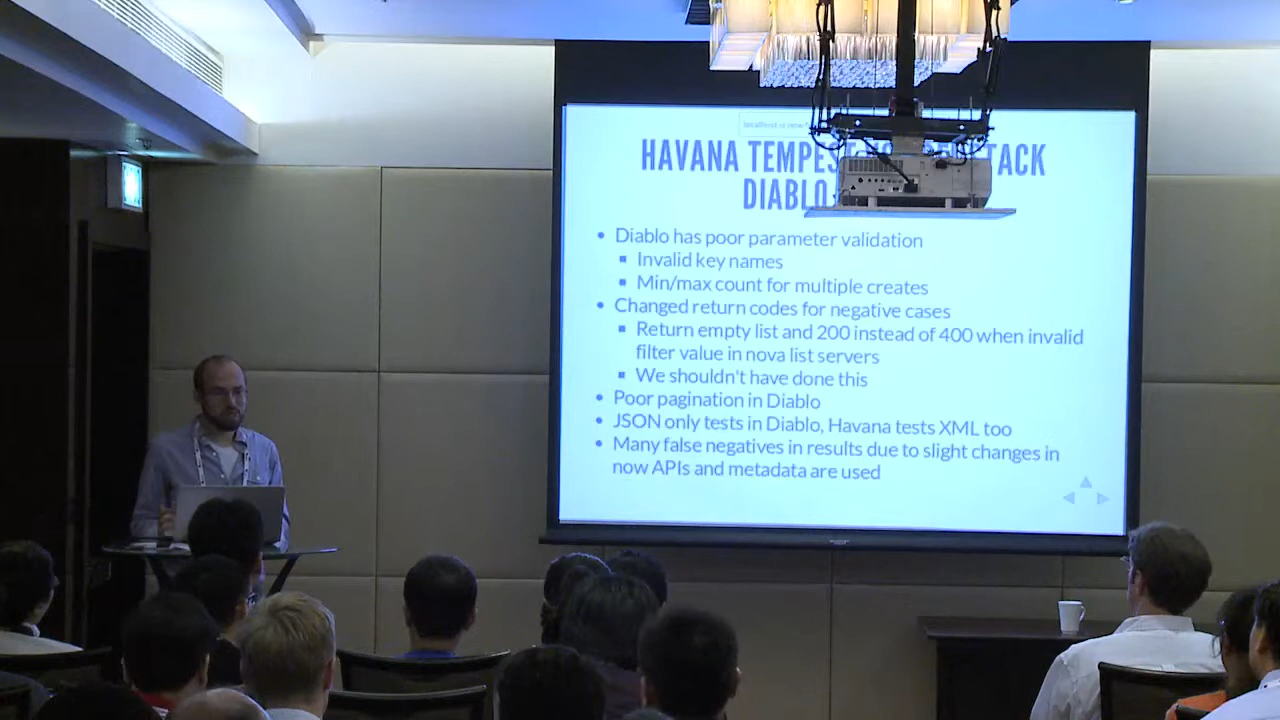 localhost is now
HAVANA TEMPES TACK
DIABLO
• Diablo has poor parameter validation
▪ Invalid key names
▪ Min/max count for multiple creates
• Changed return codes for negative cases
▪ Return empty list and 200 instead of 400 when invalid
filter value in nova list servers
▪ We shouldn't have done this
• Poor pagination in Diablo
• JSON only tests in Diablo, Havana tests XML too
• Many false negatives in results due to slight changes in
now APIs and metadata are used